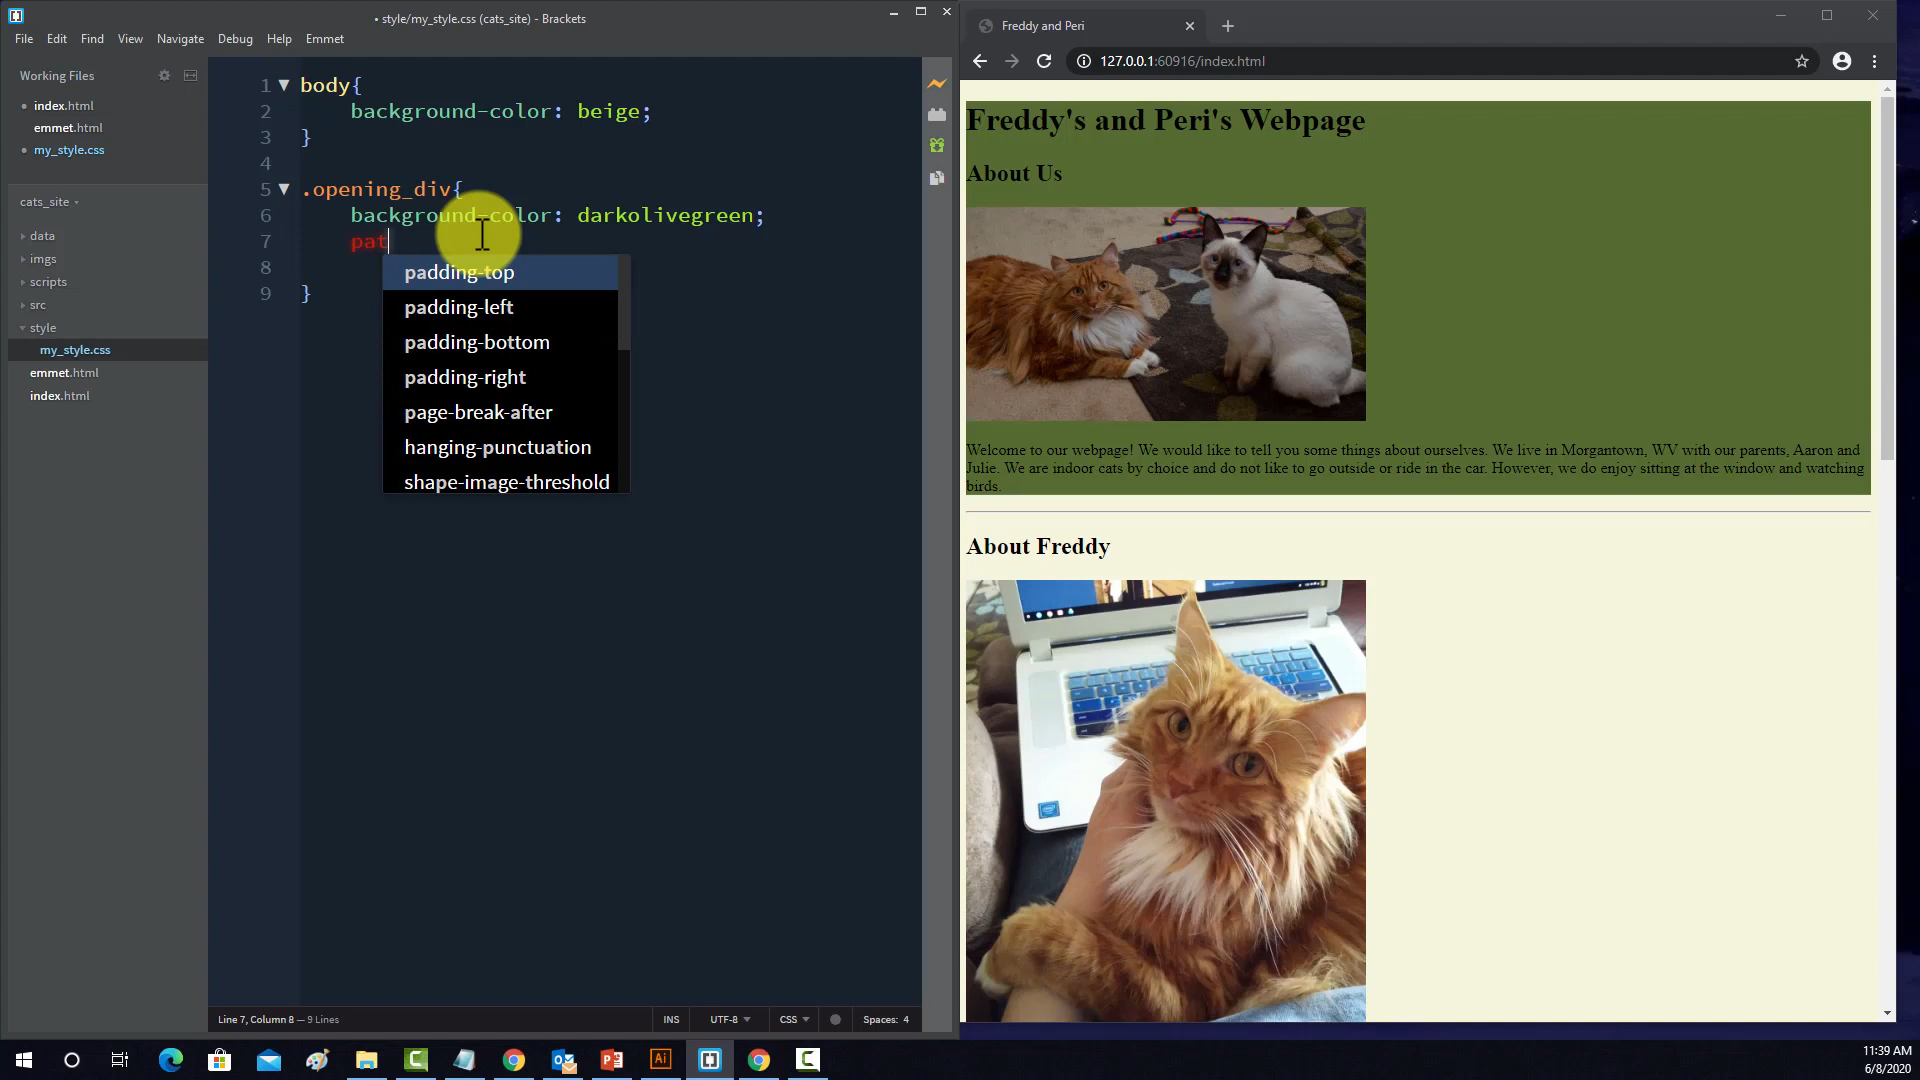 • style/my_style.css (cats_site) - Brackets
File Edit Find View Navigate Debug Help Emmet
Working Files
index.html
emmet.html
my_style.css
cats_site
data
imgs
scripts
src
style
my_style.css
emmet.html
index.html
1 body{
2 background-color: beige;
3 }
4
5 .opening_div{
6 background-color: darkolivegreen;
7 pat
8
9 }
padding-top
padding-left
padding-bottom
padding-right
page-break-after
hanging-punctuation
shape-image-threshold
Line 7, Column 8 — 9 Lines
INS UTF-8 CSS Spaces: 4
Freddy and Peri
127.0.0.1:60916/index.html
Freddy's and Peri's Webpage
About Us
Welcome to our webpage! We would like to tell you some things about ourselves. We live in Morgantown, WV with our parents, Aaron and
Julie. We are indoor cats by choice and do not like to go outside or ride in the car. However, we do enjoy sitting at the window and watching
birds.
About Freddy
11:39 AM
6/8/2020